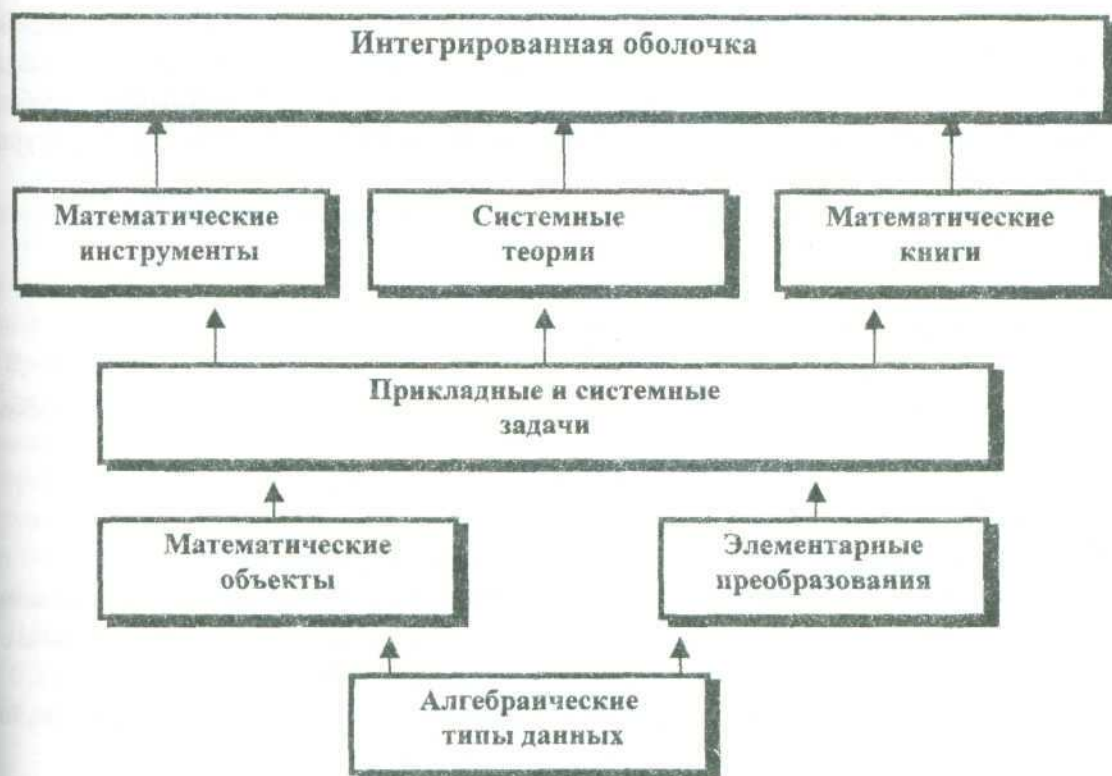 Интегрированная оболочка
Математические
инструменты
Системные
теории
Математические
книги
Прикладные и системные
задачи
Математические
объекты
Элементарные
преобразования
Алгебраические
типы данных